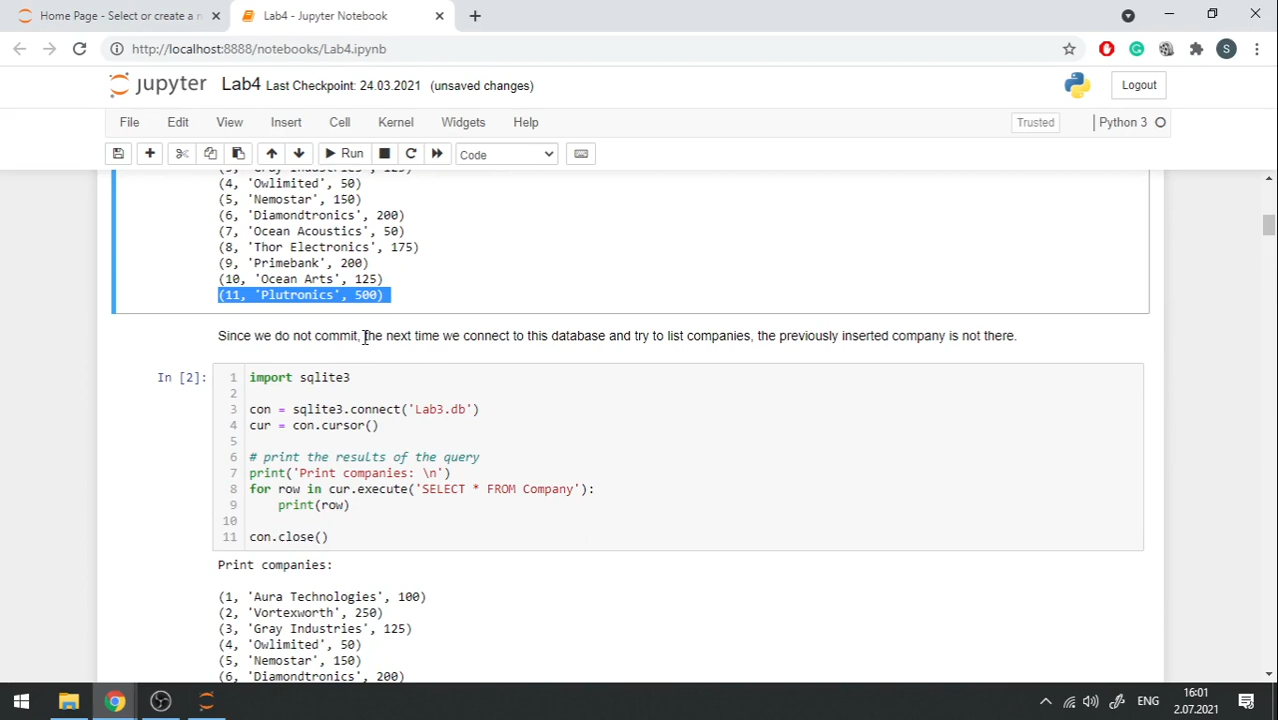 Home Page - Select or create a n
Lab4 - Jupyter Notebook
http://localhost:8888/notebooks/Lab4.ipynb
S
jupyter Lab4 Last Checkpoint: 24.03.2021 (unsaved changes)
Logout
File Edit View Insert Cell Kernel Widgets Help
Trusted
Python 3
Run
Code
(3, 'Gray Industries', 125)
(4, 'Owlimited', 50)
(5, 'Nemostar', 150)
(6, 'Diamondtronics', 200)
(7, 'Ocean Acoustics', 50)
(8, 'Thor Electronics', 175)
(9, 'Primebank', 200)
(10, 'Ocean Arts', 125)
(11, 'Plutronics', 500)
Since we do not commit, the next time we connect to this database and try to list companies, the previously inserted company is not there.
In [2]:
1 import sqlite3
2
3 con = sqlite3.connect('Lab3.db')
4 cur = con.cursor()
5
6 # print the results of the query
7 print('Print companies: \n')
8 for row in cur.execute('SELECT * FROM Company'):
9 print(row)
10
11 con.close()
Print companies:
(1, 'Aura Technologies', 100)
(2, 'Vortexworth', 250)
(3, 'Gray Industries', 125)
(4, 'Owlimited', 50)
(5, 'Nemostar', 150)
(6, 'Diamondtronics', 200)
ENG
16:01
2.07.2021